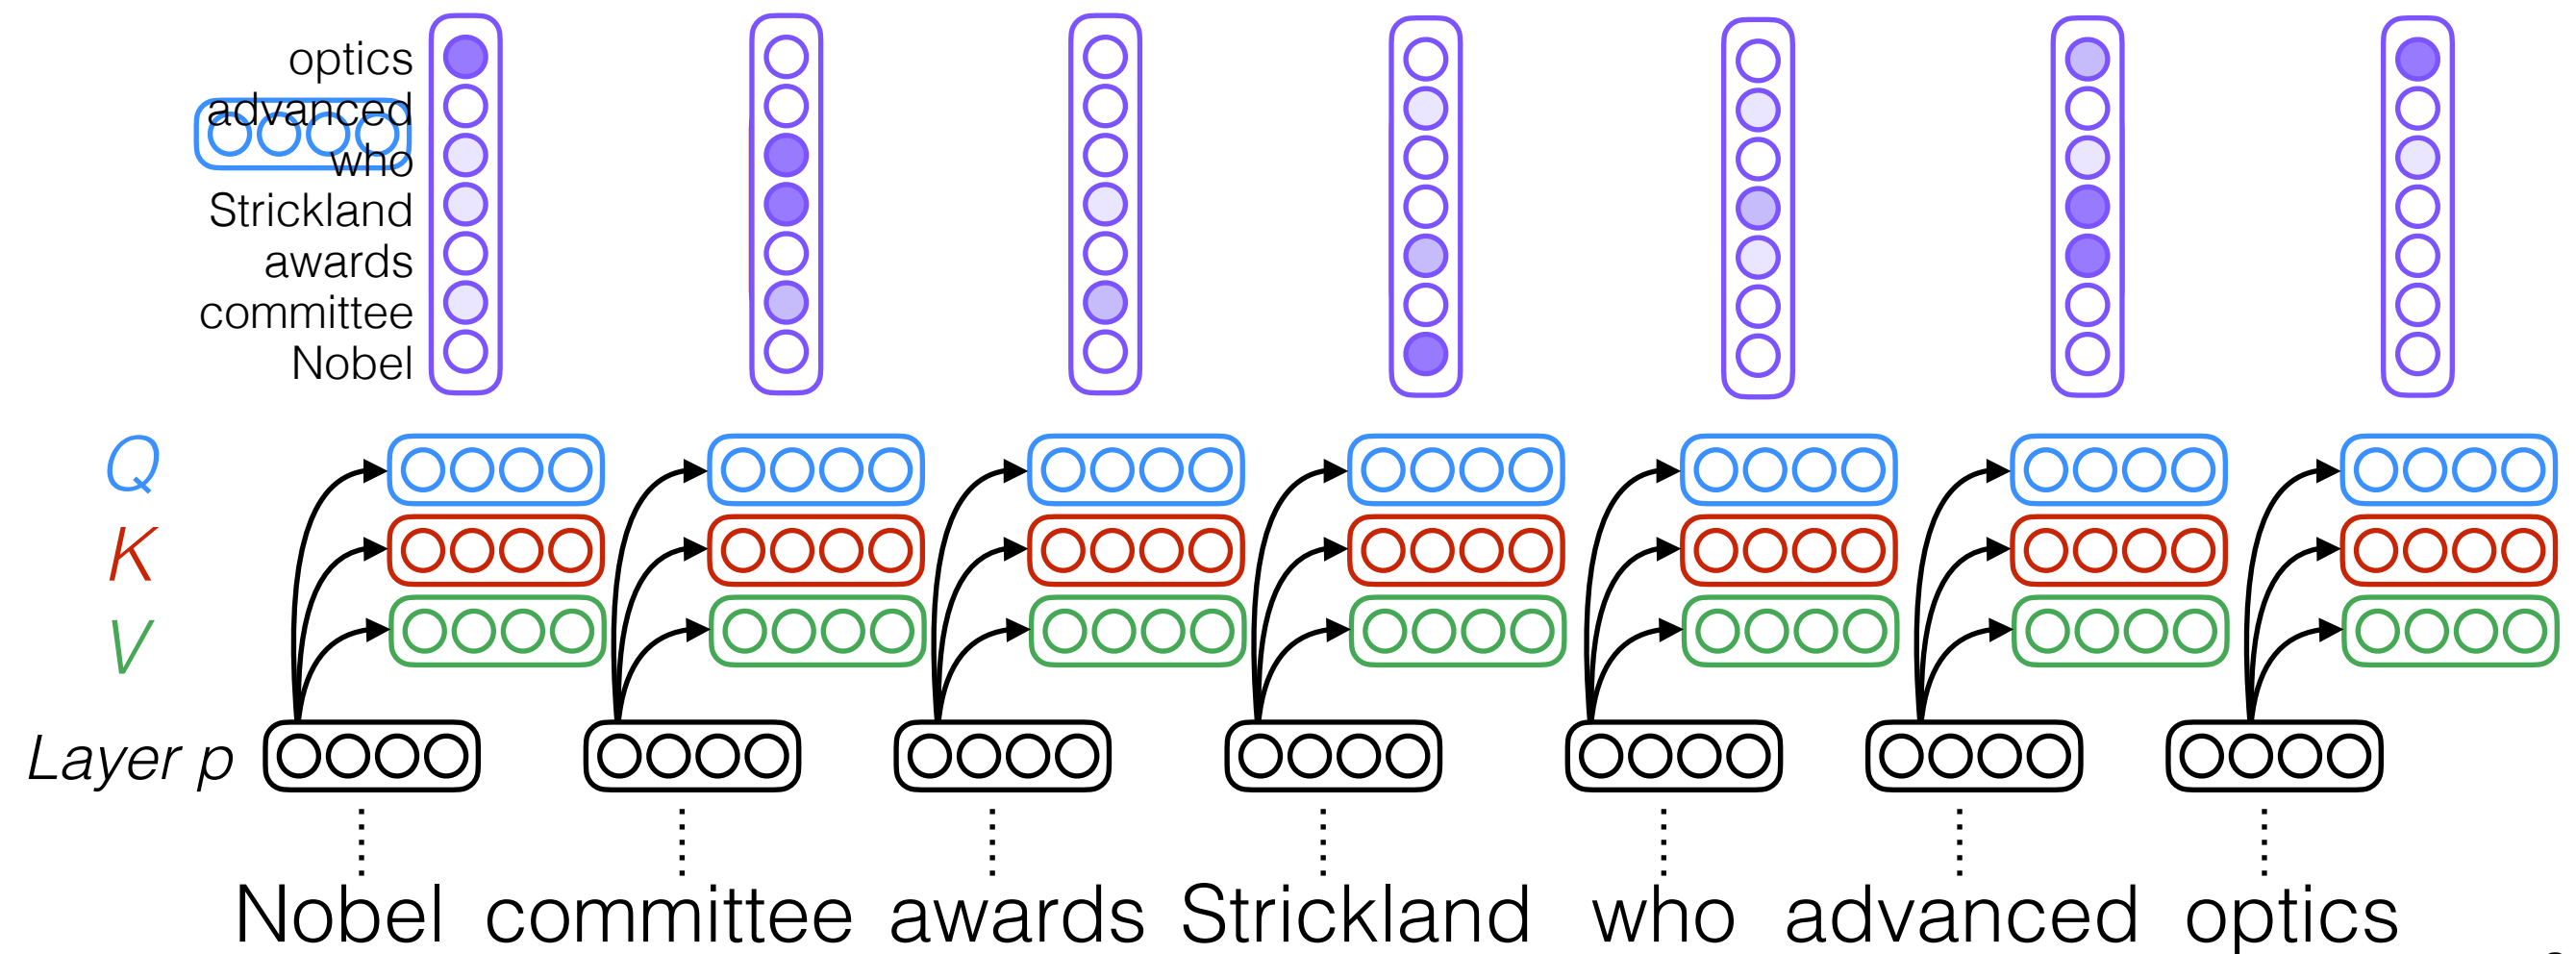 optics
advanced
who
Strickland
awards
committee
Nobel
Q
K
V
Layer p
Nobel committee awards Strickland who advanced optics